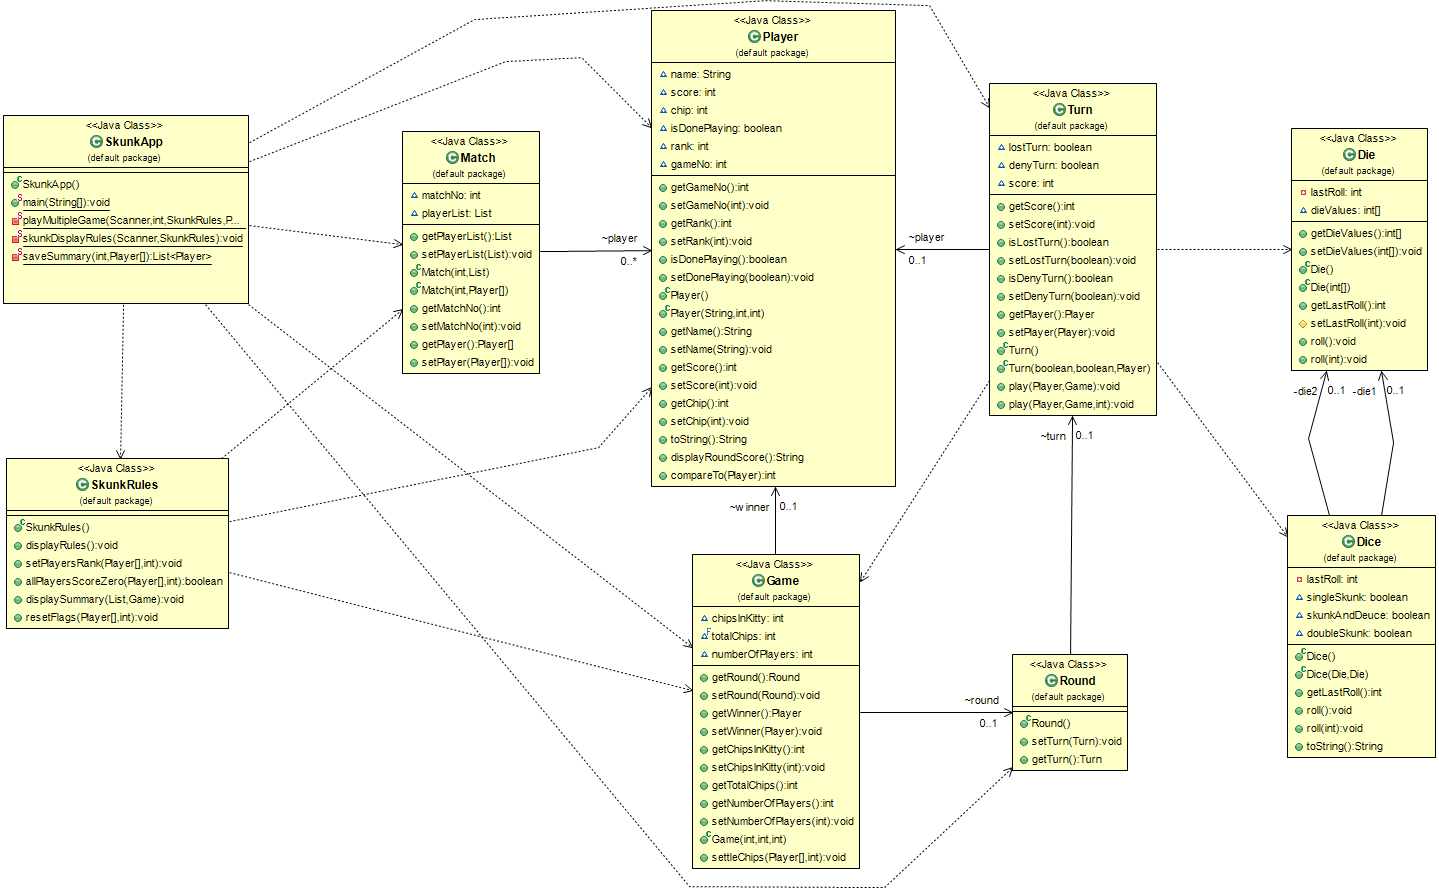 <<Java Class>>
SkunkApp
(default package)
SkunkApp()
main(String[]):void
playMultipleGame(Scanner,int,SkunkRules,P...
skunkDisplayRules(Scanner,SkunkRules):void
saveSummary(int,Player[]):List<Player>
<<Java Class>>
Match
(default package)
matchNo: int
playerList: List
getPlayerList():List
setPlayerList(List):void
Match(int,List)
Match(int,Player[])
getMatchNo():int
setMatchNo(int):void
getPlayer():Player[]
setPlayer(Player[]):void
~player
0..*
<<Java Class>>
Player
(default package)
name: String
score: int
chip: int
isDonePlaying: boolean
rank: int
gameNo: int
getGameNo():int
setGameNo(int):void
getRank():int
setRank(int):void
isDonePlaying():boolean
setDonePlaying(boolean):void
Player()
Player(String,int,int)
getName():String
setName(String):void
getScore():int
setScore(int):void
getChip():int
setChip(int):void
toString():String
displayRoundScore():String
compareTo(Player):int
~player
0..1
<<Java Class>>
Turn
(default package)
lostTurn: boolean
denyTurn: boolean
score: int
getScore():int
setScore(int):void
isLostTurn():boolean
setLostTurn(boolean):void
isDenyTurn():boolean
setDenyTurn(boolean):void
getPlayer():Player
setPlayer(Player):void
Turn()
Turn(boolean,boolean,Player)
play(Player,Game):void
play(Player,Game,int):void
<<Java Class>>
Die
(default package)
lastRoll: int
dieValues: int[]
getDieValues():int[]
setDieValues(int[]):void
Die()
Die(int[])
getLastRoll():int
setLastRoll(int):void
roll():void
roll(int):void
-die2 0..1 -die1 0..1
~turn 0..1
<<Java Class>>
SkunkRules
(default package)
SkunkRules()
displayRules():void
setPlayersRank(Player[],int):void
allPlayersScoreZero(Player[],int):boolean
displaySummary(List,Game):void
resetFlags(Player[],int):void
~winner 0..1
<<Java Class>>
Game
(default package)
chipsInKitty: int
F totalChips: int
numberOfPlayers: int
getRound():Round
setRound(Round):void
getWinner():Player
setWinner(Player):void
getChipsInKitty():int
setChipsInKitty(int):void
getTotalChips():int
getNumberOfPlayers():int
setNumberOfPlayers(int):void
Game(int,int,int)
settleChips(Player[],int):void
~round
0..1
<<Java Class>>
Round
(default package)
Round()
setTurn(Turn):void
getTurn():Turn
<<Java Class>>
Dice
(default package)
lastRoll: int
singleSkunk: boolean
skunkAndDeuce: boolean
doubleSkunk: boolean
Dice()
Dice(Die,Die)
getLastRoll():int
roll():void
roll(int):void
toString():String